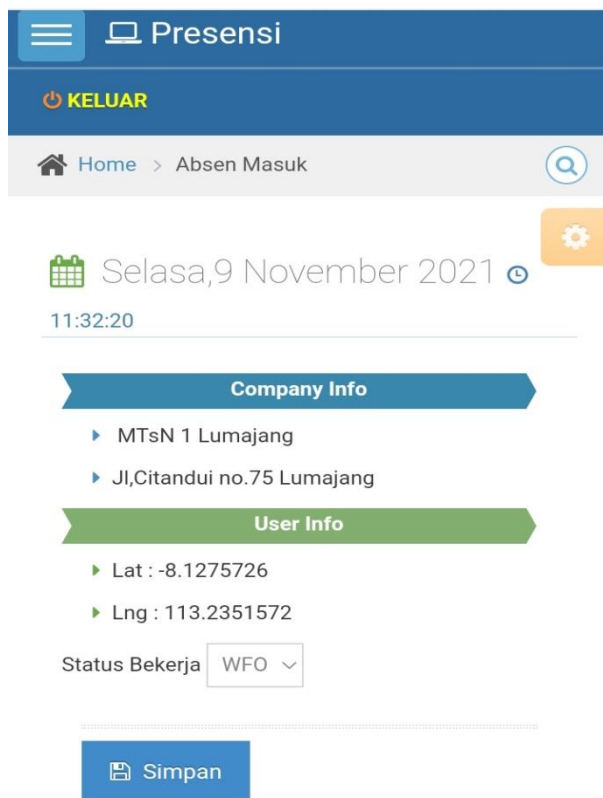 Presensi
KELUAR
Home > Absen Masuk
Selasa,9 November 2021
11:32:20
Company Info
MTsN 1 Lumajang
Jl,Citandui no.75 Lumajang
User Info
Lat : -8.1275726
Lng : 113.2351572
Status Bekerja WFO
Simpan